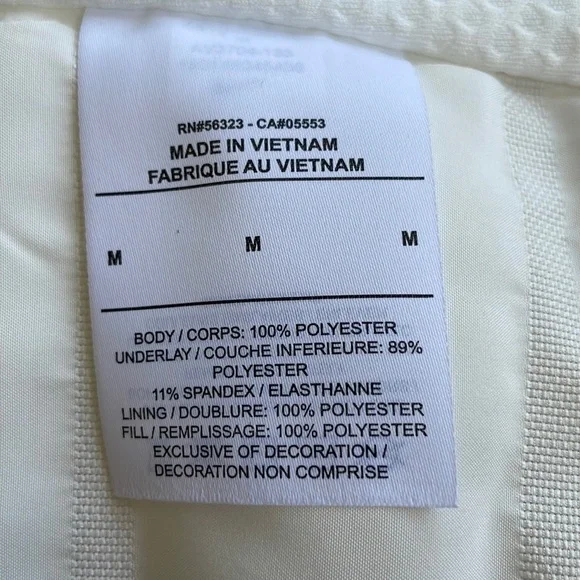 RN#56323 - CA#05553
MADE IN VIETNAM
FABRIQUE AU VIETNAM
M M M
BODY / CORPS: 100% POLYESTER
UNDERLAY / COUCHE INFERIEURE: 89%
POLYESTER
11% SPANDEX / ELASTHANNE
LINING / DOUBLURE: 100% POLYESTER
FILL / REMPLISSAGE: 100% POLYESTER
EXCLUSIVE OF DECORATION /
DECORATION NON COMPRISE